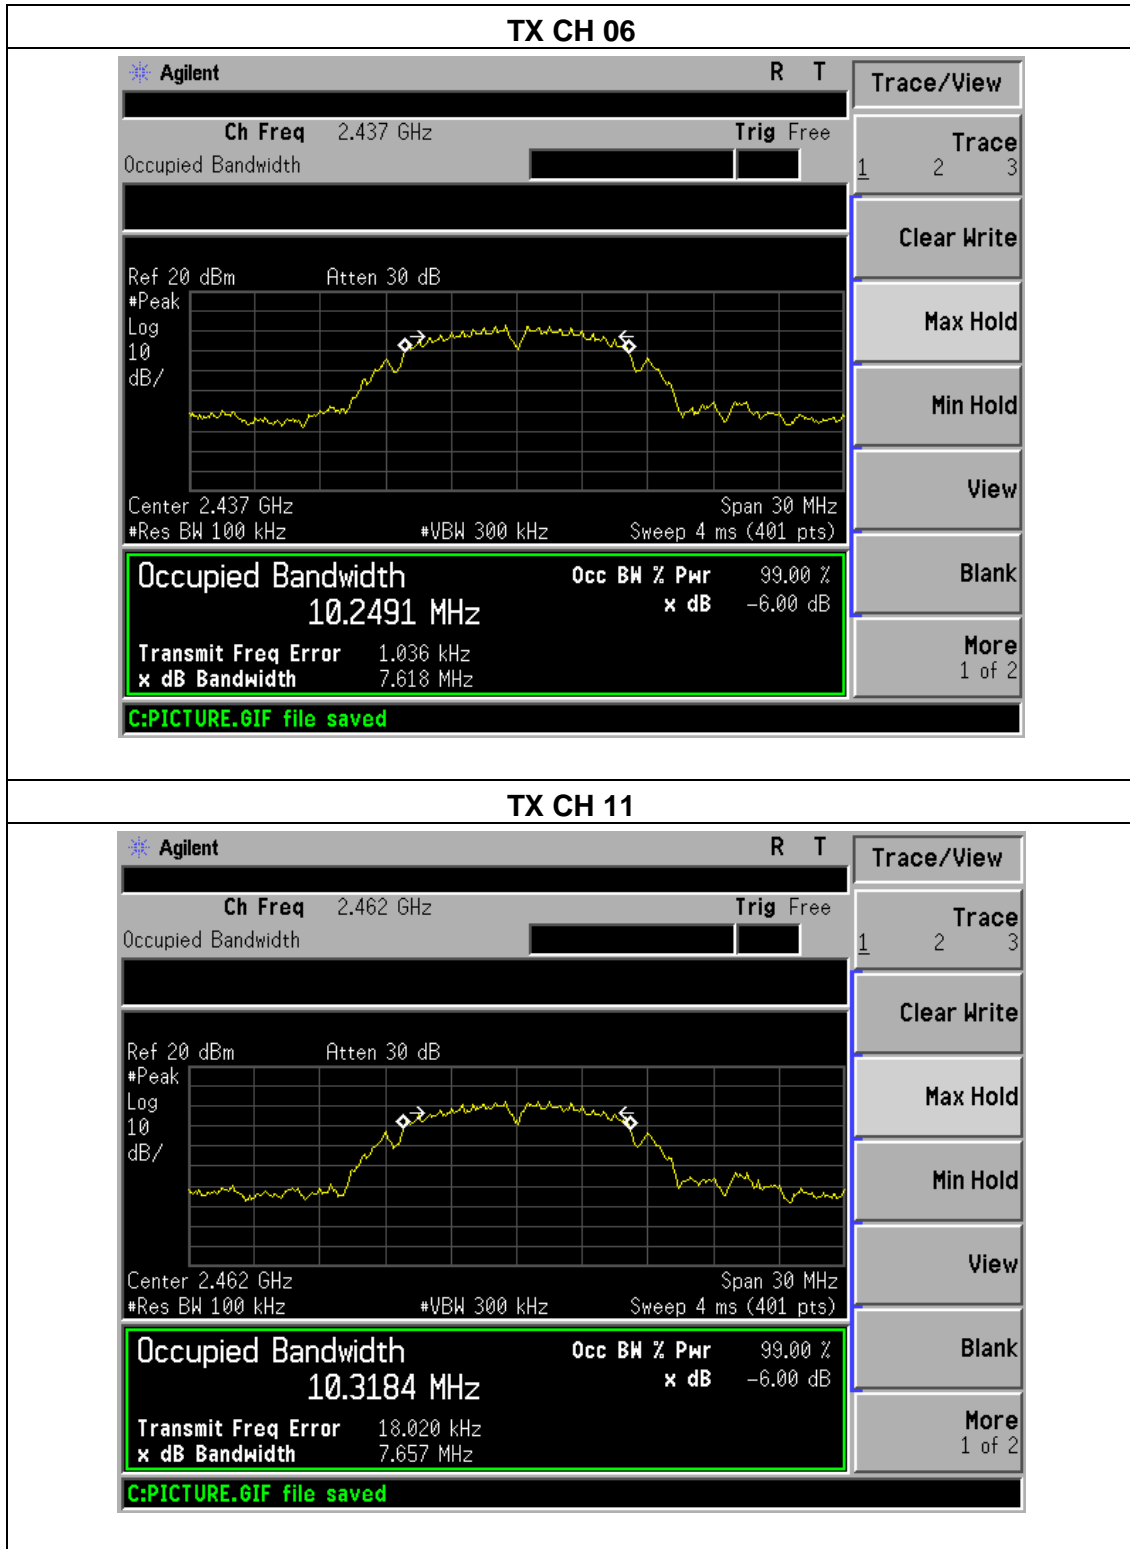 TX CH 06
Agilent R T
Trace/View
Ch Freq 2.437 GHz Trig Free
Occupied Bandwidth
Trace
1 2 3
Clear Write
Ref 20 dBm Atten 30 dB
#Peak
Log
10
dB/
Max Hold
Min Hold
View
Center 2.437 GHz Span 30 MHz
#Res BW 100 kHz #VBW 300 kHz Sweep 4 ms (401 pts)
Occupied Bandwidth Occ BW % Pwr 99.00 %
10.2491 MHz x dB -6.00 dB
Blank
Transmit Freq Error 1.036 kHz
x dB Bandwidth 7.618 MHz
More
1 of 2
C:PICTURE.GIF file saved
TX CH 11
Agilent R T
Trace/View
Ch Freq 2.462 GHz Trig Free
Occupied Bandwidth
Trace
1 2 3
Clear Write
Ref 20 dBm Atten 30 dB
#Peak
Log
10
dB/
Max Hold
Min Hold
View
Center 2.462 GHz Span 30 MHz
#Res BW 100 kHz #VBW 300 kHz Sweep 4 ms (401 pts)
Occupied Bandwidth Occ BW % Pwr 99.00 %
10.3184 MHz x dB -6.00 dB
Blank
Transmit Freq Error 18.020 kHz
x dB Bandwidth 7.657 MHz
More
1 of 2
C:PICTURE.GIF file saved